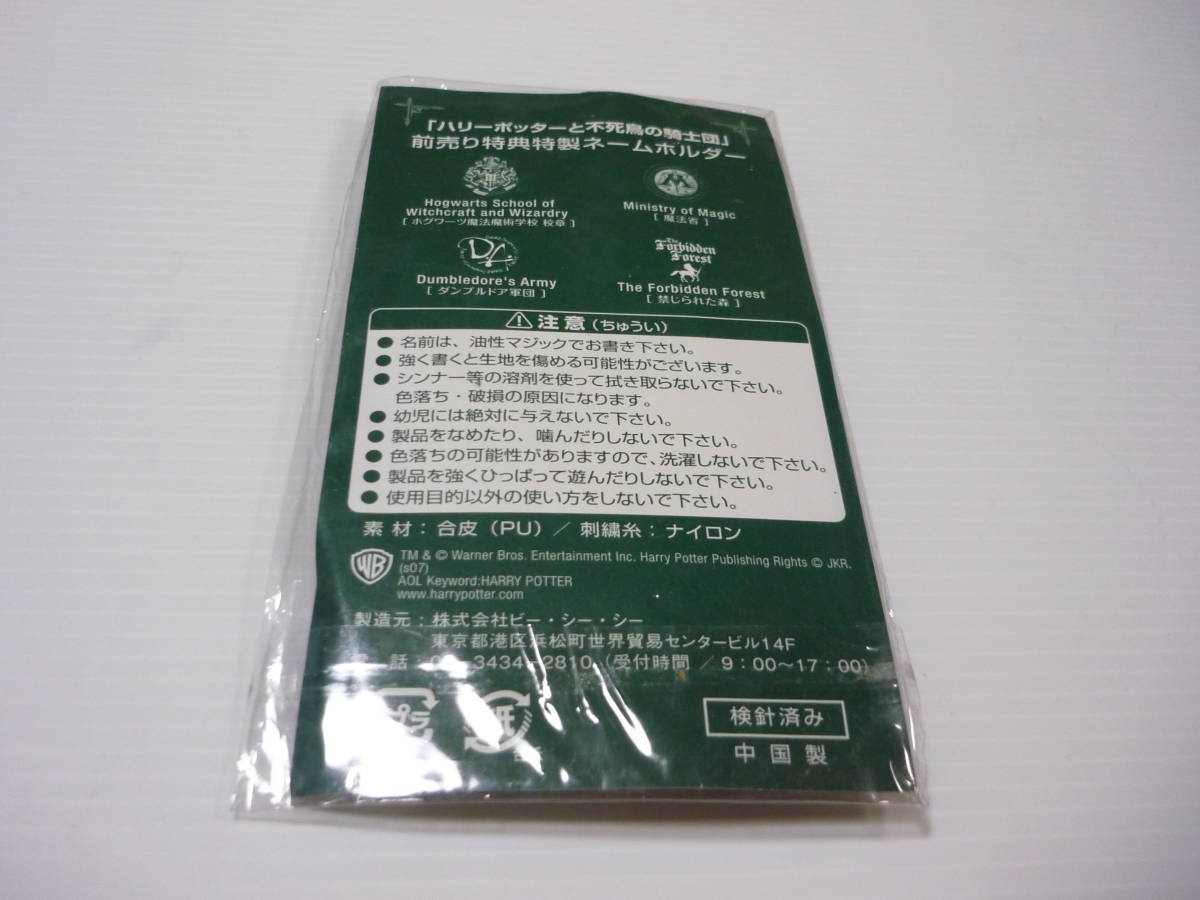 「ハリーポッターと不死鳥の騎士団」
前売り特典特製ネームホルダー
Hogwarts School of
Witchcraft and Wizardry
[ ホグワーツ魔法魔術学校 校章 ]
Ministry of Magic
[ 魔法省 ]
DA
Dumbledore's Army
[ ダンブルドア軍団 ]
The
Forbidden
Forest
The Forbidden Forest
[ 禁じられた森 ]
注意(ちゅうい)
● 名前は、油性マジックでお書き下さい。
● 強く書くと生地を傷める可能性がございます。
● シンナー等の溶剤を使って拭き取らないで下さい。
色落ち・破損の原因になります。
● 幼児には絶対に与えないで下さい。
● 製品をなめたり、噛んだりしないで下さい。
● 色落ちの可能性がありますので、洗濯しないで下さい。
● 製品を強くひっぱって遊んだりしないで下さい。
● 使用目的以外の使い方をしないで下さい。
素材:合皮(PU)/ 刺繍糸:ナイロン
WB
TM & © Warner Bros. Entertainment Inc. Harry Potter Publishing Rights © JKR.
(s07)
AOL Keyword:HARRY POTTER
www.harrypotter.com
製造元:株式会社ビー・シー・シー
東京都港区浜松町世界貿易センタービル14F
話: 3434-2810(受付時間 / 9:00〜17:00)
プラ
紙
検針済み
中国製